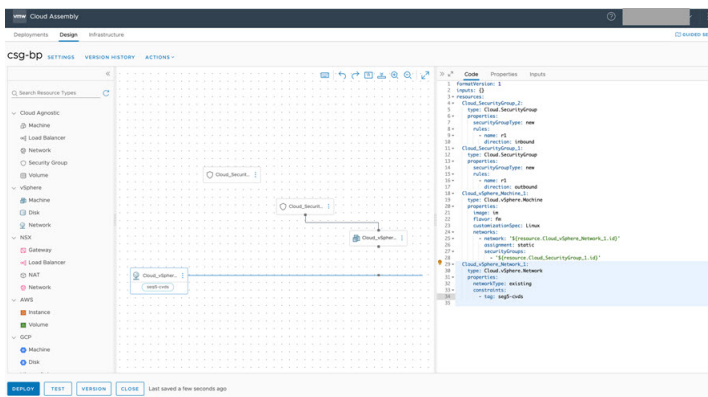 vmw Cloud Assembly
Deployments Design Infrastructure
GUIDED SE
csg-bp SETTINGS VERSION HISTORY ACTIONS
Search Resource Types
Cloud Agnostic
Machine
Load Balancer
Network
Security Group
Volume
vSphere
Machine
Disk
Network
NSX
Gateway
Load Balancer
NAT
Network
AWS
Instance
Volume
GCP
Machine
Disk
Cloud_Securit...
Cloud_Securit...
Cloud_vSpher...
Cloud_vSpher...
seg5-cvds
Code Properties Inputs
1 formatVersion: 1
2 inputs: {}
3 resources:
4 Cloud_SecurityGroup_2:
5 type: Cloud.SecurityGroup
6 properties:
7 securityGroupType: new
8 rules:
9 - name: r1
10 direction: inbound
11 Cloud_SecurityGroup_1:
12 type: Cloud.SecurityGroup
13 properties:
14 securityGroupType: new
15 rules:
16 - name: r1
17 direction: outbound
18 Cloud_vSphere_Machine_1:
19 type: Cloud.vSphere.Machine
20 properties:
21 image: im
22 flavor: fm
23 customizationSpec: Linux
24 networks:
25 - network: '${resource.Cloud_vSphere_Network_1.id}'
26 assignment: static
27 securityGroups:
28 - '${resource.Cloud_SecurityGroup_1.id}'
29 Cloud_vSphere_Network_1:
30 type: Cloud.vSphere.Network
31 properties:
32 networkType: existing
33 constraints:
34 - tag: seg5-cvds
35
DEPLOY TEST VERSION CLOSE Last saved a few seconds ago